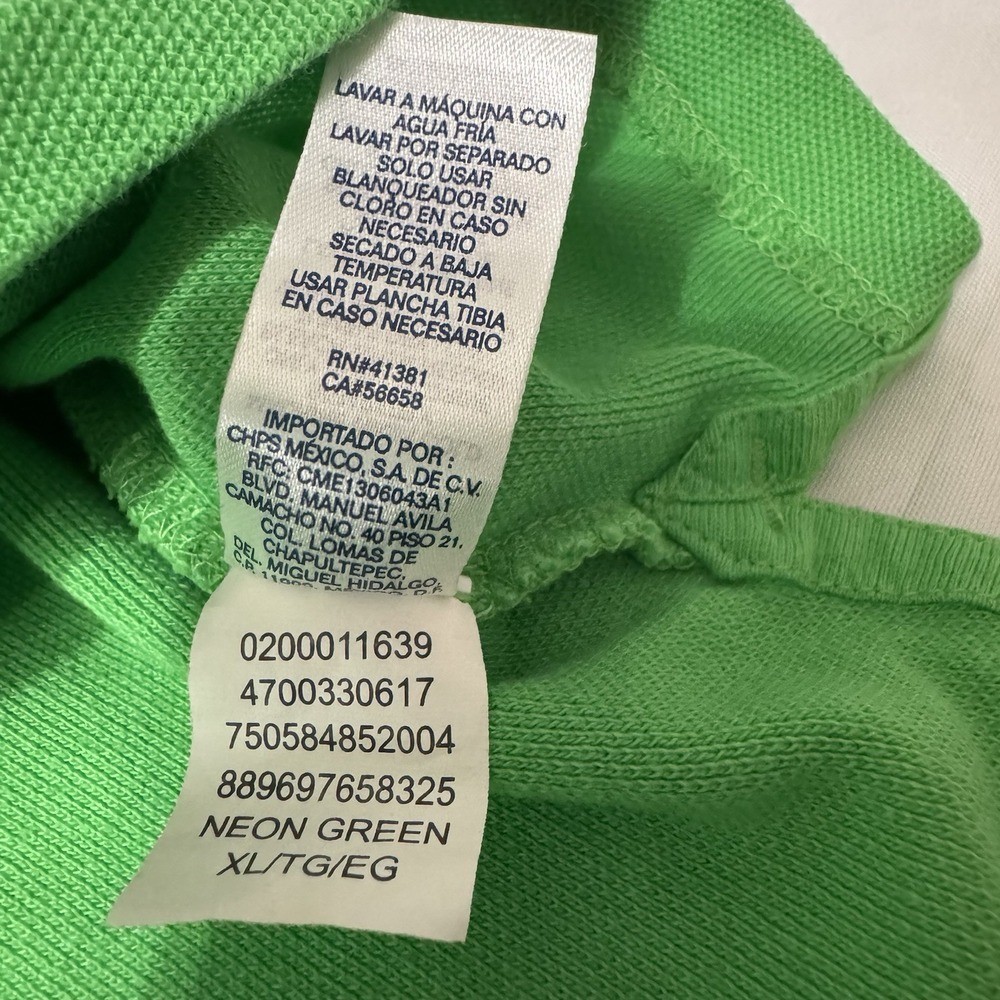 LAVAR A MÁQUINA CON
AGUA FRÍA
LAVAR POR SEPARADO
SOLO USAR
BLANQUEADOR SIN
CLORO EN CASO
NECESARIO
SECADO A BAJA
TEMPERATURA
USAR PLANCHA TIBIA
EN CASO NECESARIO
RN#41381
CA#56658
IMPORTADO POR :
CHPS MÉXICO, S.A. DE C.V.
RFC. CME1306043A1
BLVD. MANUEL AVILA
CAMACHO NO. 40 PISO 21,
COL. LOMAS DE
CHAPULTEPEC,
DEL. MIGUEL HIDALGO,
0200011639
4700330617
750584852004
889697658325
NEON GREEN
XL/TG/EG